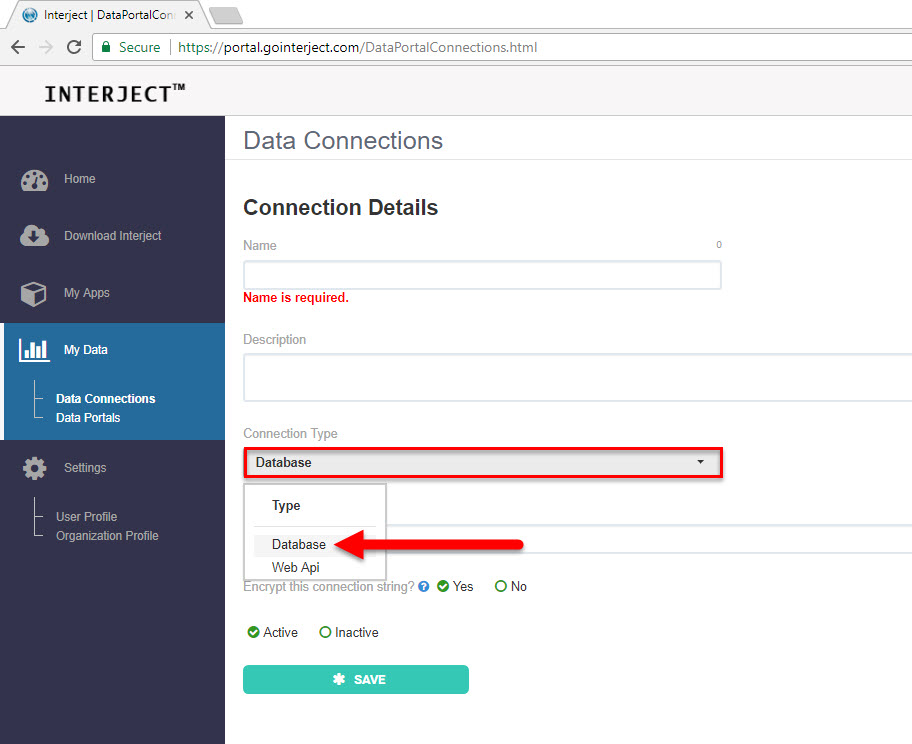 Interject | DataPortalCon
Secure
https://portal.gointerject.com/DataPortalConnections.html
INTERJECT™
Home
Download Interject
My Apps
My Data
Data Connections
Data Portals
Settings
User Profile
Organization Profile
Data Connections
Connection Details
Name 0
Name is required.
Description
Connection Type
Database
Type
Database
Web Api
Encrypt this connection string? ? Yes No
Active Inactive
SAVE